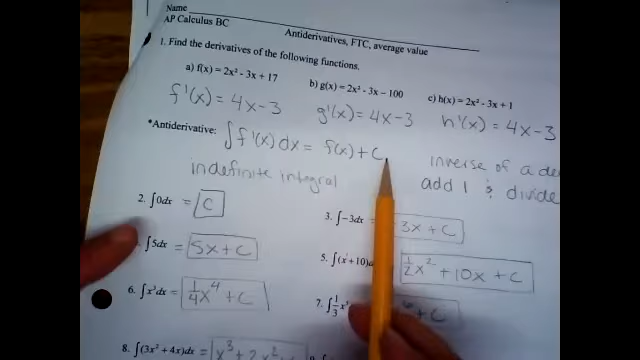 Name
AP Calculus BC
Antiderivatives, FTC, average value
1. Find the derivatives of the following functions.
a) f(x) = 2x² - 3x + 17
b) g(x) = 2x² - 3x - 100
c) h(x) = 2x² - 3x + 1
f'(x) = 4x - 3
g'(x) = 4x - 3
h'(x) = 4x - 3
*Antiderivative: ∫f'(x)dx = f(x) + C
indefinite integral
inverse of a de
add 1 & divide
2. ∫0dx = C
3. ∫-3dx = 3x + C
∫5dx = 5x + C
5. ∫(x + 10)d ½x² + 10x + C
6. ∫x³dx = ¼x⁴ + C
7. ∫⅓x + C
8. ∫(3x² + 4x)dx = x³ + 2x² +